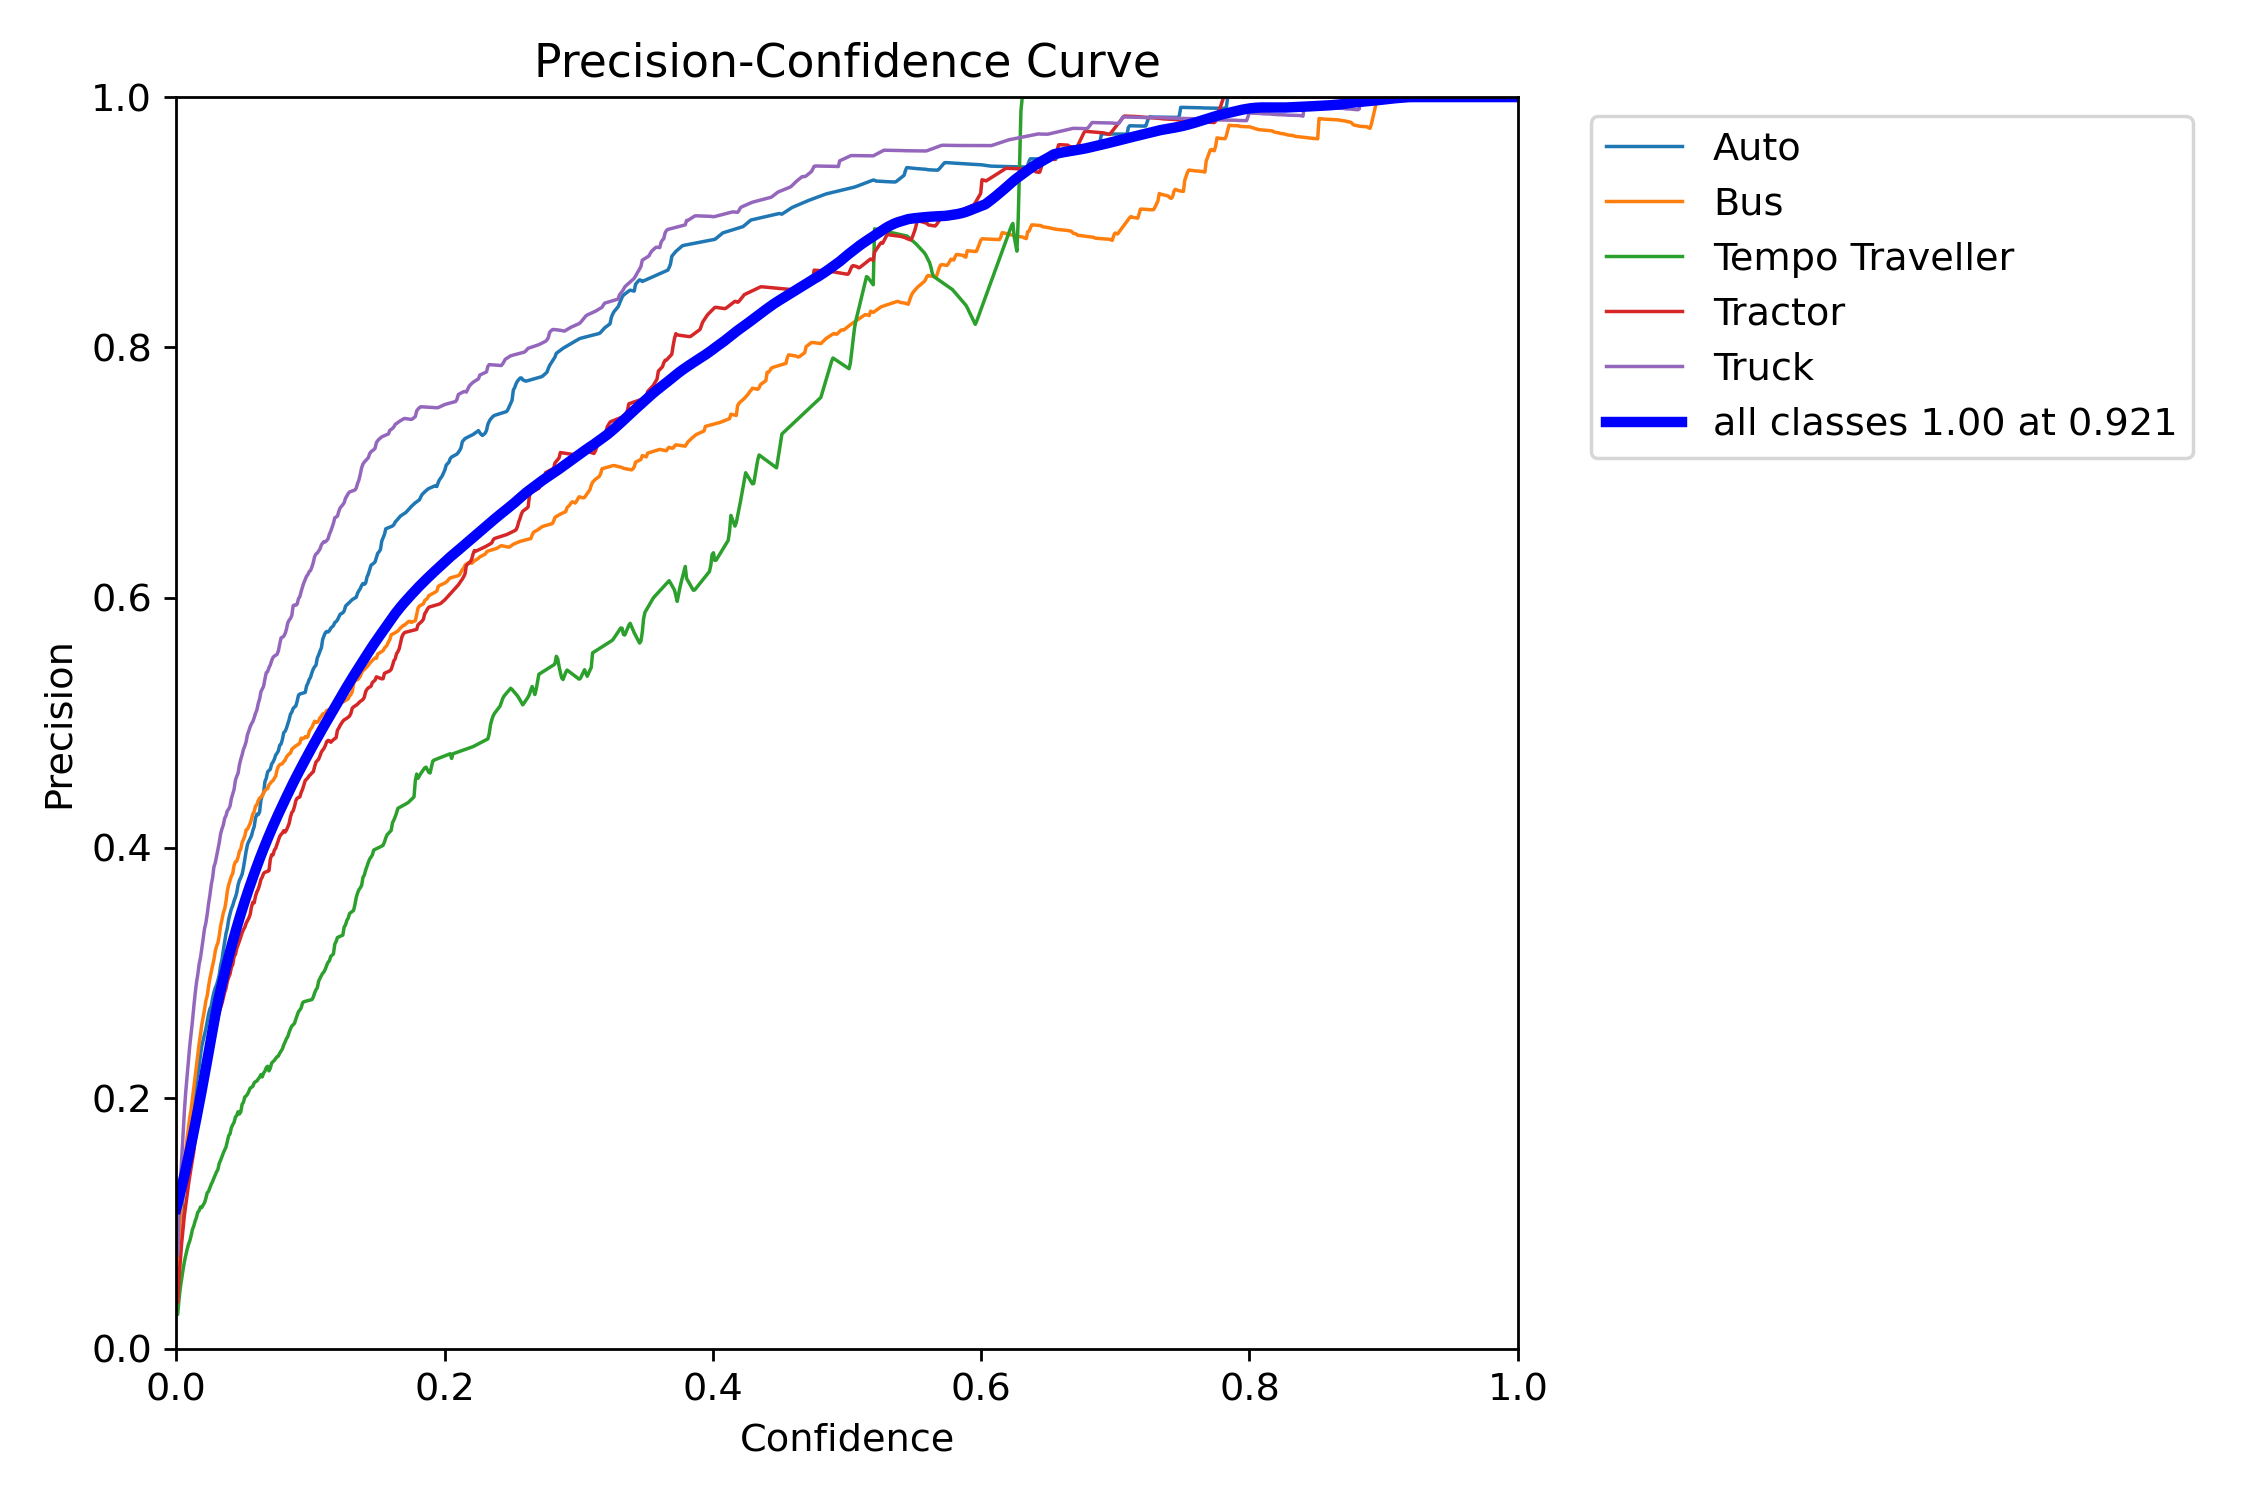 Precision-Confidence Curve
1.0
0.8
0.6
0.4
0.2
0.0
Precision
0.0 0.2 0.4 0.6 0.8 1.0
Confidence
Auto
Bus
Tempo Traveller
Tractor
Truck
all classes 1.00 at 0.921